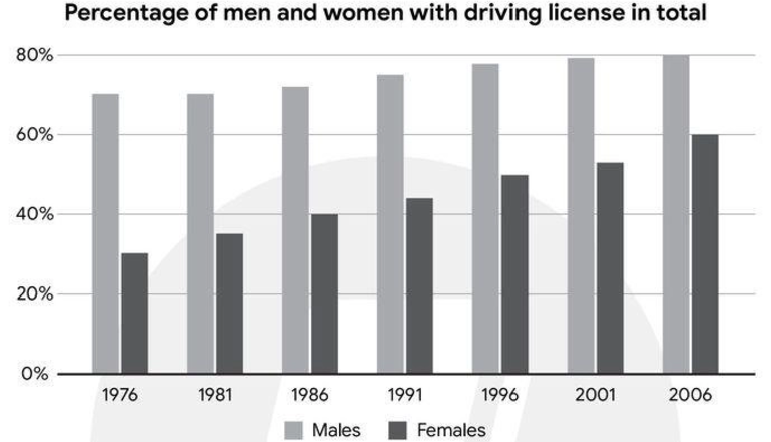 Percentage of men and women with driving license in total
80%
60%
40%
20%
0%
1976 1981 1986 1991 1996 2001 2006
Males Females